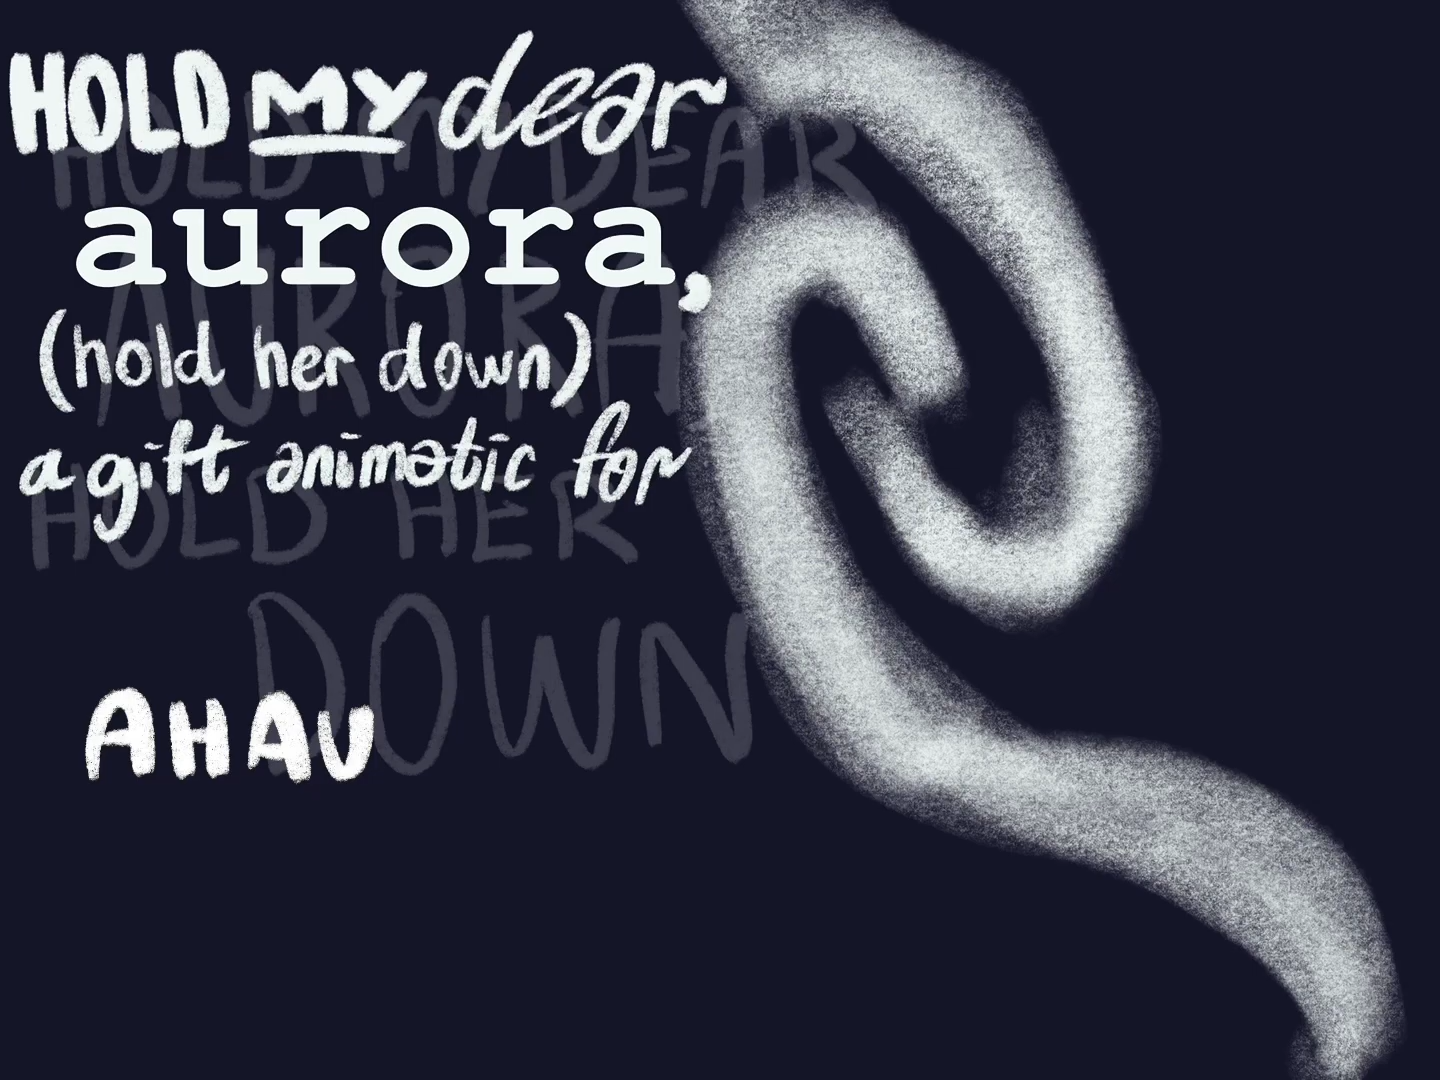 HOLD MY dear
aurora,
(hold her down)
a gift animatic for
AHAU
HOLD MY DEAR
AURORA,
HOLD HER
DOWN